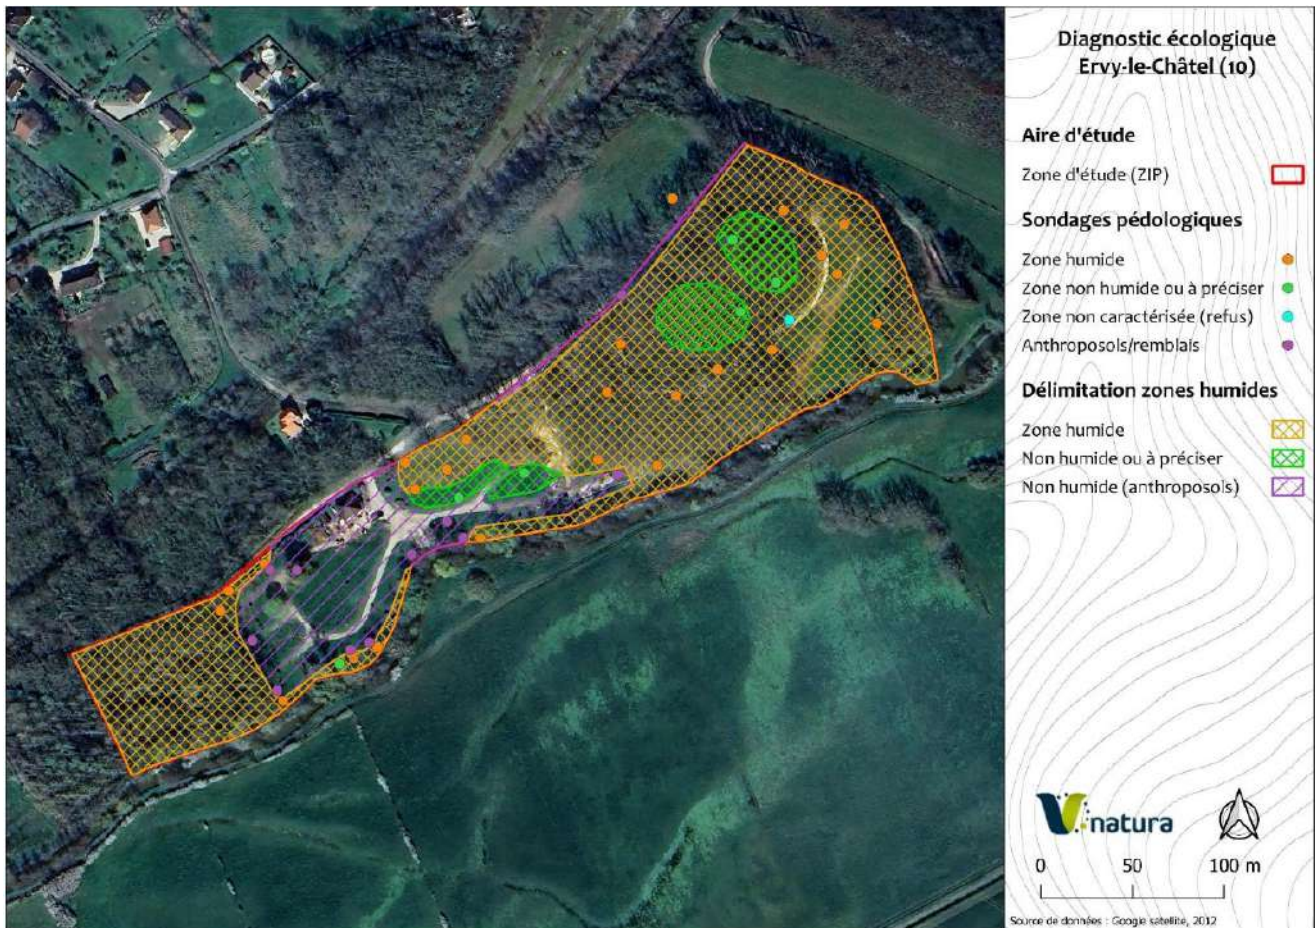 Diagnostic écologique
Ervy-le-Châtel (10)
Aire d'étude
Zone d'étude (ZIP)
Sondages pédologiques
Zone humide
Zone non humide ou à préciser
Zone non caractérisée (refus)
Anthroposols/remblais
Délimitation zones humides
Zone humide
Non humide ou à préciser
Non humide (anthroposols)
natura
0 50 100 m
Source de données : Google satellite, 2012